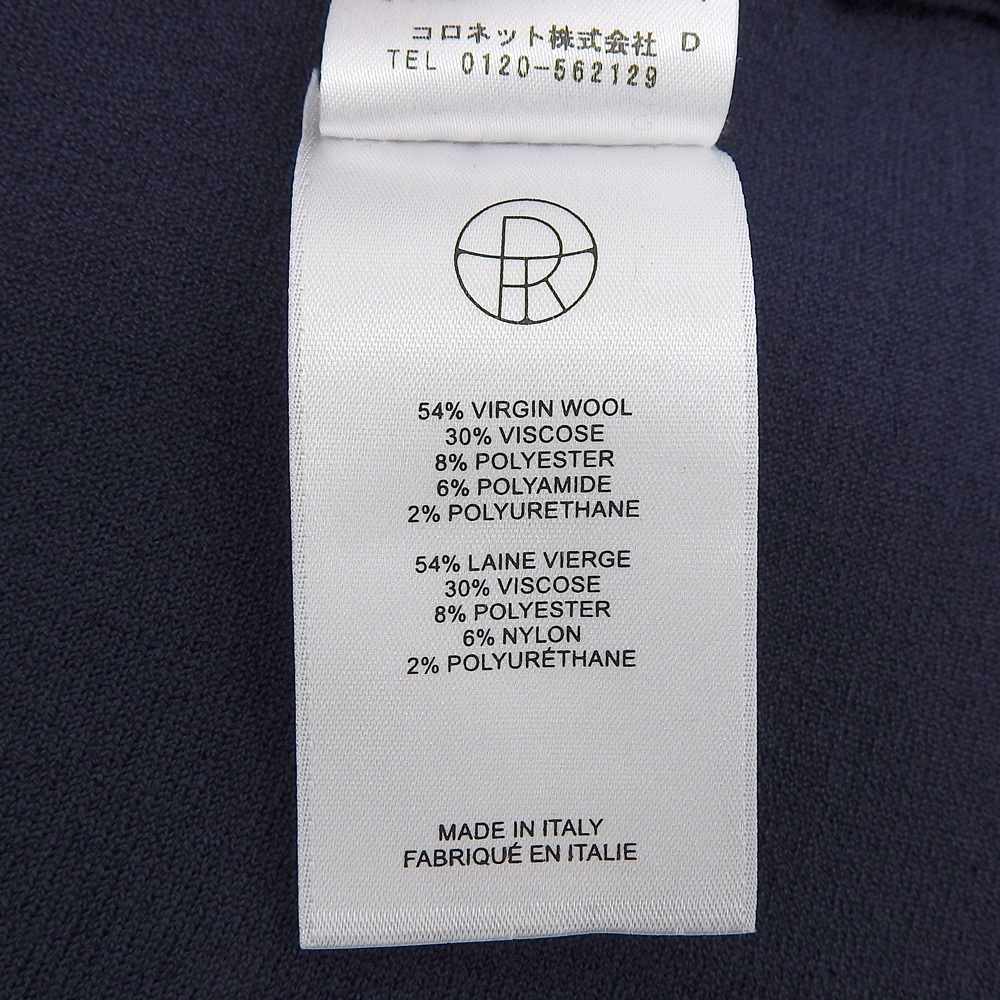 コロネット株式会社 D
TEL 0120-562129
54% VIRGIN WOOL
30% VISCOSE
8% POLYESTER
6% POLYAMIDE
2% POLYURETHANE
54% LAINE VIERGE
30% VISCOSE
8% POLYESTER
6% NYLON
2% POLYURÉTHANE
MADE IN ITALY
FABRIQUÉ EN ITALIE